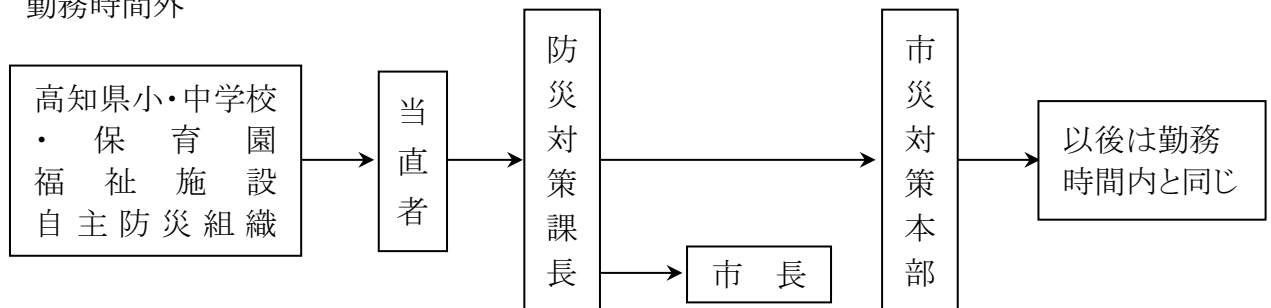 勤務時間外
高知県小・中学校
・保育園
福祉施設
自主防災組織
当直者
防災対策課長
市長
市災対策本部
以後は勤務
時間内と同じ